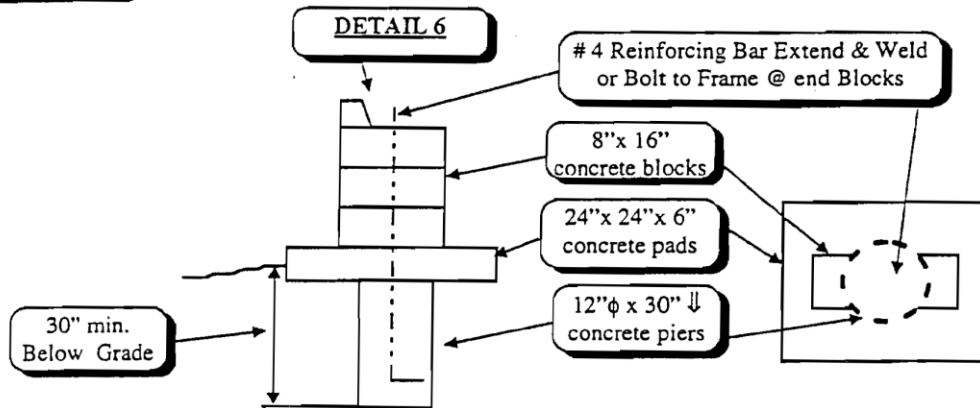 DETAIL 6
# 4 Reinforcing Bar Extend & Weld
or Bolt to Frame @ end Blocks
8"x 16"
concrete blocks
24"x 24"x 6"
concrete pads
12"ϕ x 30" ⇓
concrete piers
30" min.
Below Grade